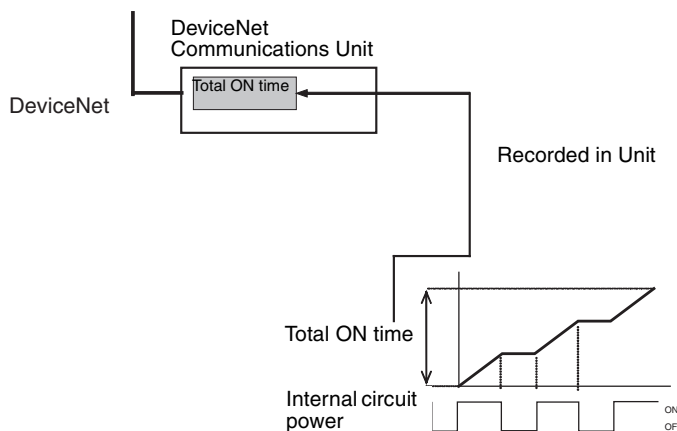 DeviceNet
Communications Unit
Total ON time
DeviceNet
Recorded in Unit
Total ON time
Internal circuit
power
ON
OF